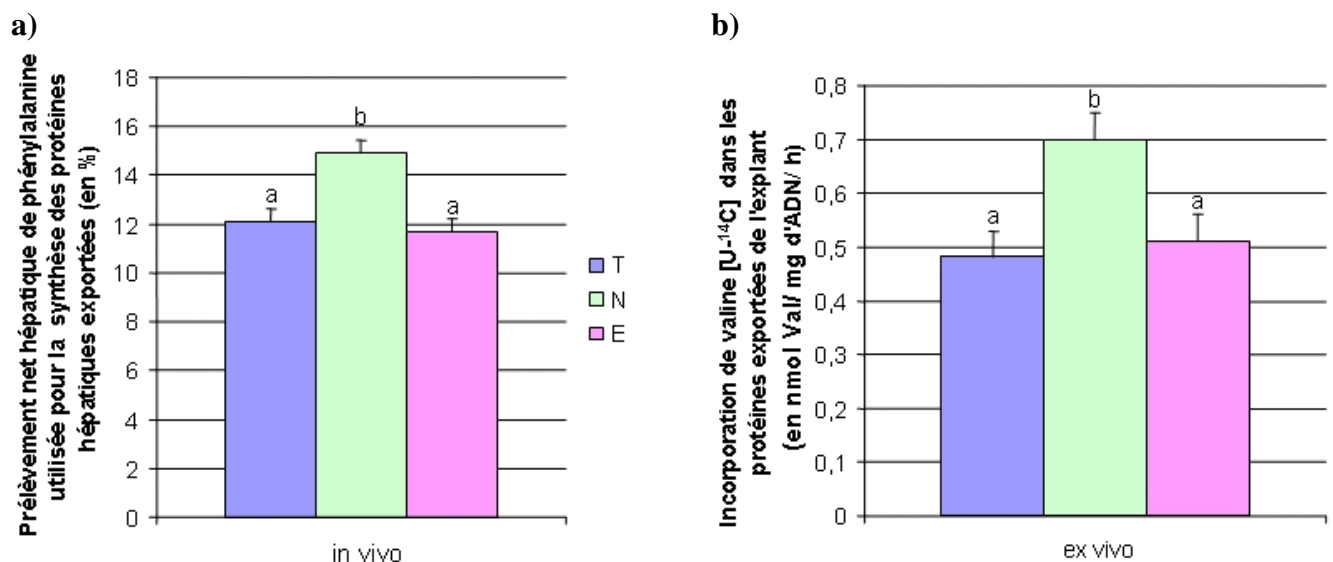 a)
Prélèvement net hépatique de phénylalanine
utilisée pour la synthèse des protéines
hépatiques exportées (en %)
18
16
14
12
10
8
6
4
2
0
a
b
a
in vivo
T
N
E
b)
Incorporation de valine [U-¹⁴C] dans les
protéines exportées de l'explant
(en nmol Val/ mg d'ADN/ h)
0,8
0,7
0,6
0,5
0,4
0,3
0,2
0,1
0
a
b
a
ex vivo